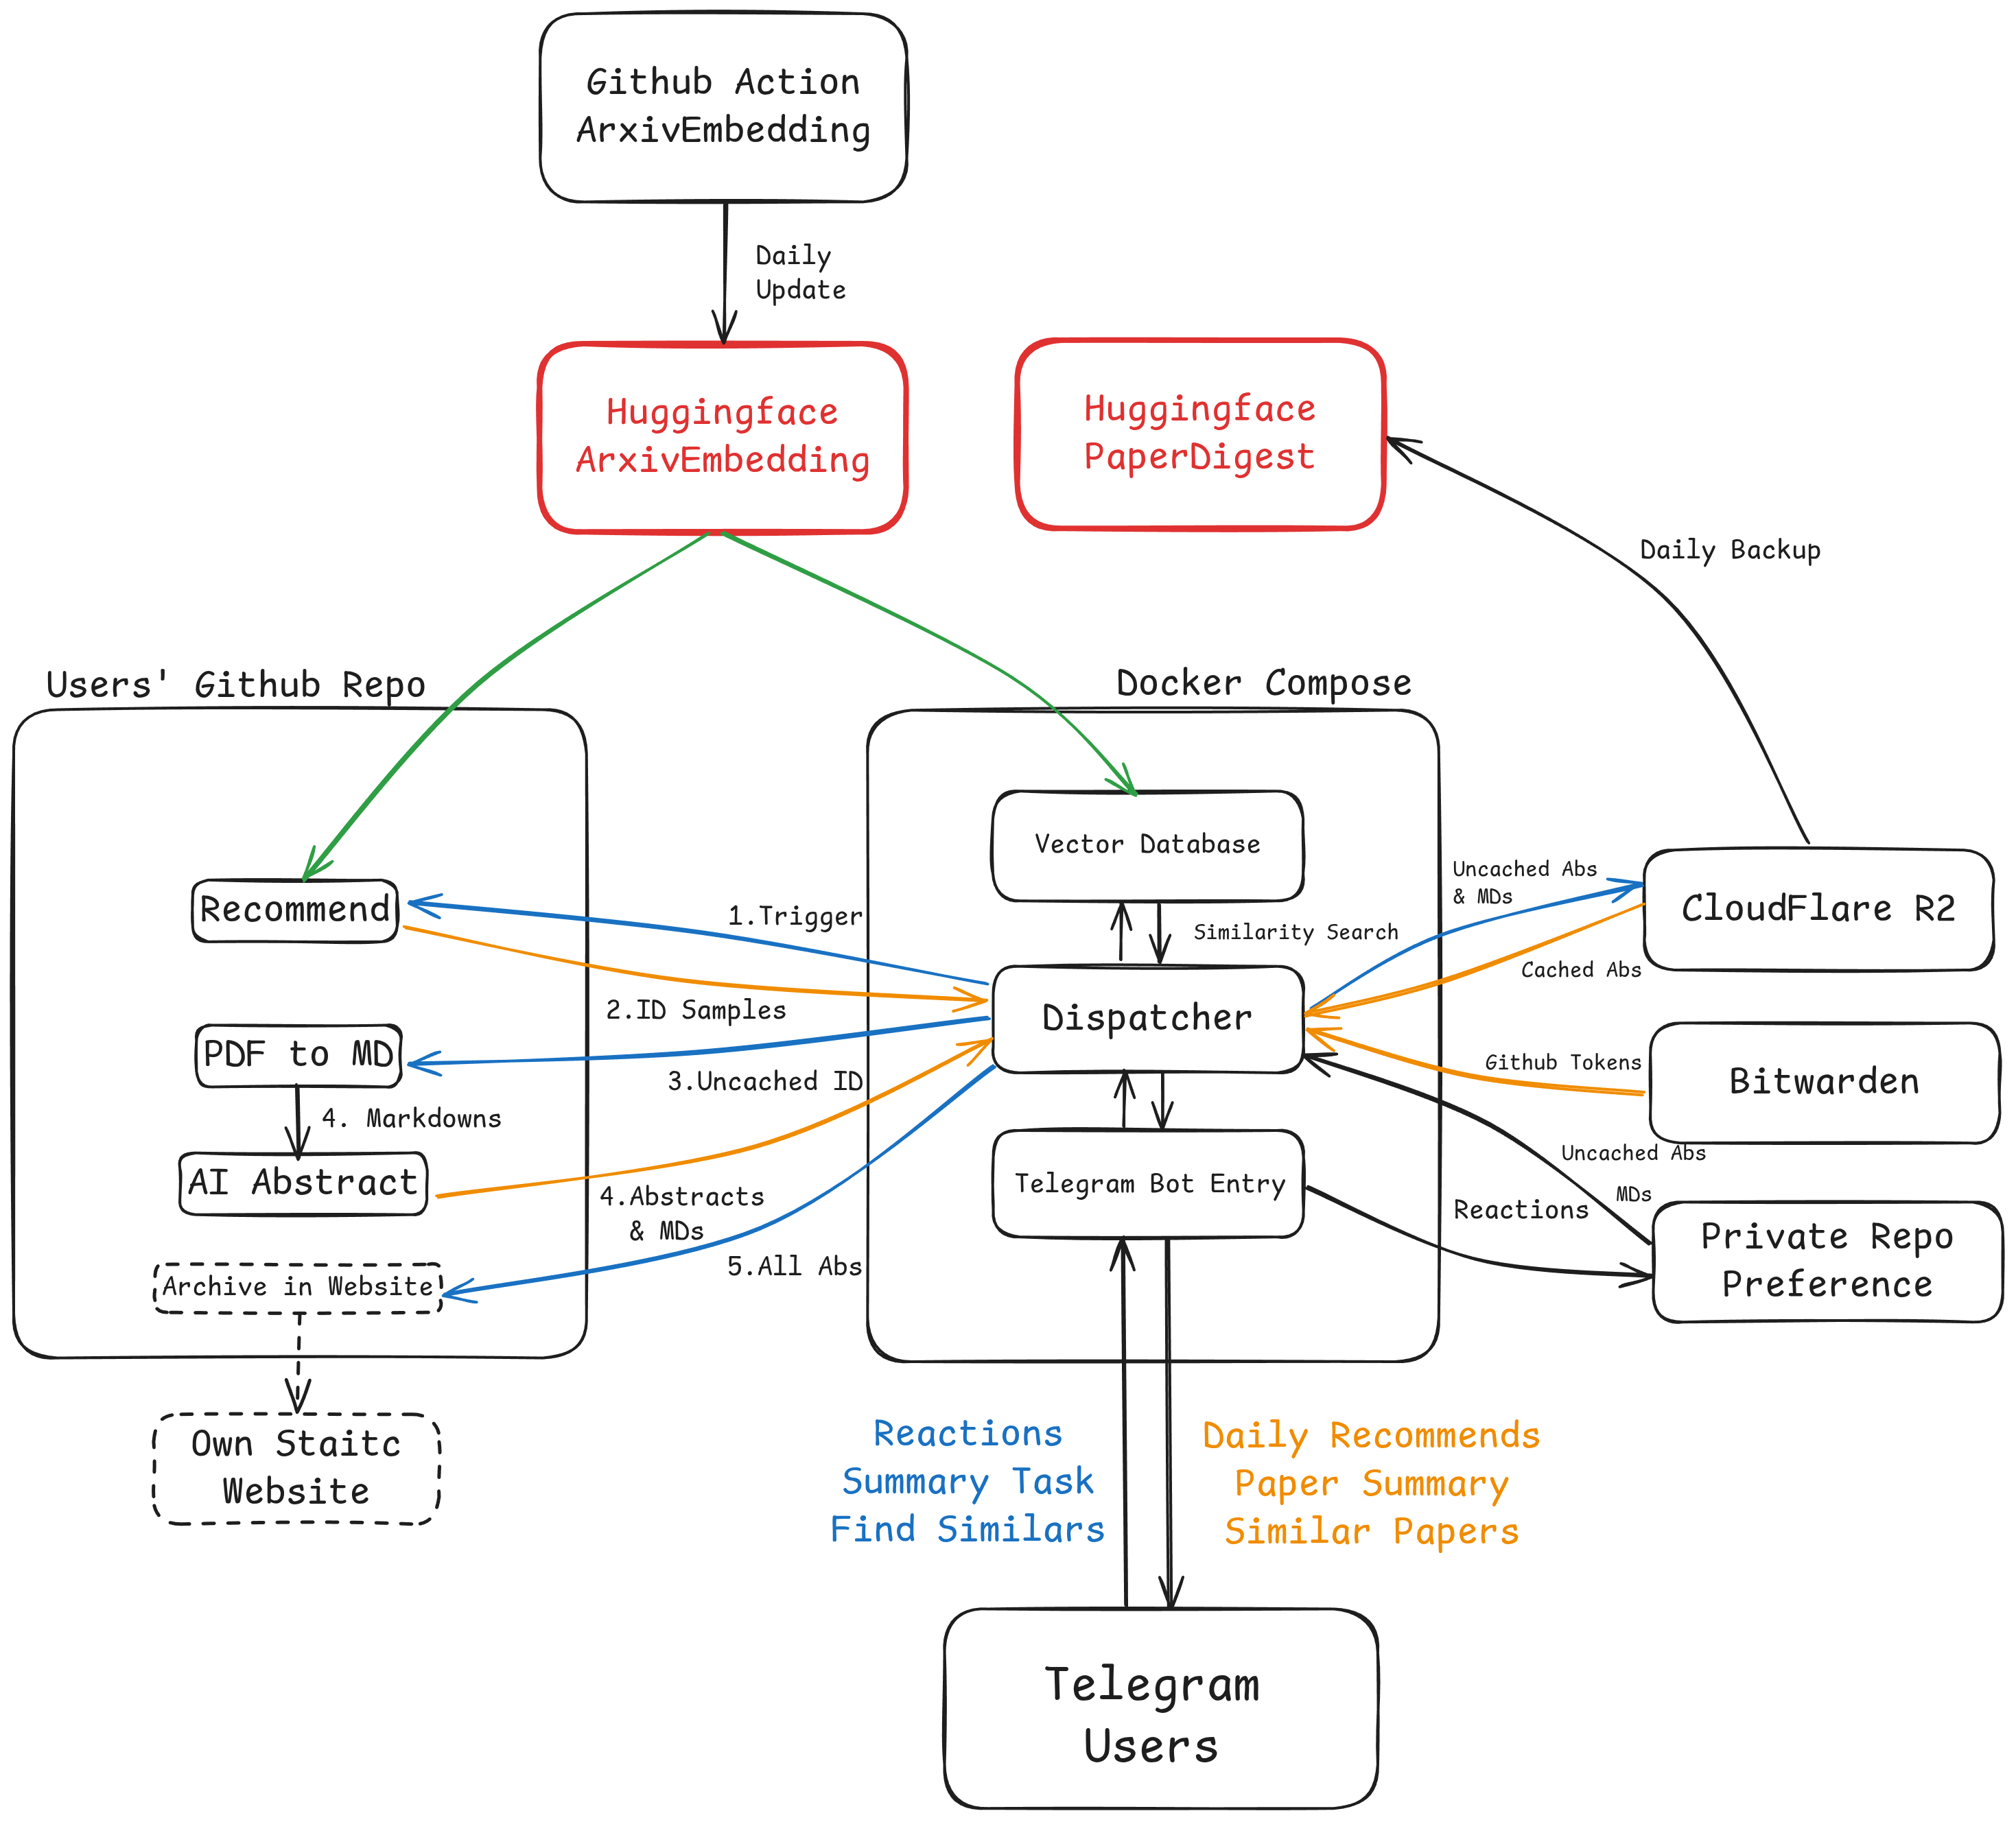 Github Action
ArxivEmbedding
Daily
Update
Huggingface
ArxivEmbedding
Huggingface
PaperDigest
Daily Backup
Users' Github Repo
Docker Compose
Vector Database
Recommend
1.Trigger
Similarity Search
Uncached Abs
& MDs
CloudFlare R2
Cached Abs
2.ID Samples
Dispatcher
PDF to MD
3.Uncached ID
Github Tokens
Bitwarden
4. Markdowns
AI Abstract
4.Abstracts
& MDs
Telegram Bot Entry
Uncached Abs
MDs
Reactions
Private Repo
Preference
5.All Abs
Archive in Website
Own Staitc
Website
Reactions
Summary Task
Find Similars
Daily Recommends
Paper Summary
Similar Papers
Telegram
Users